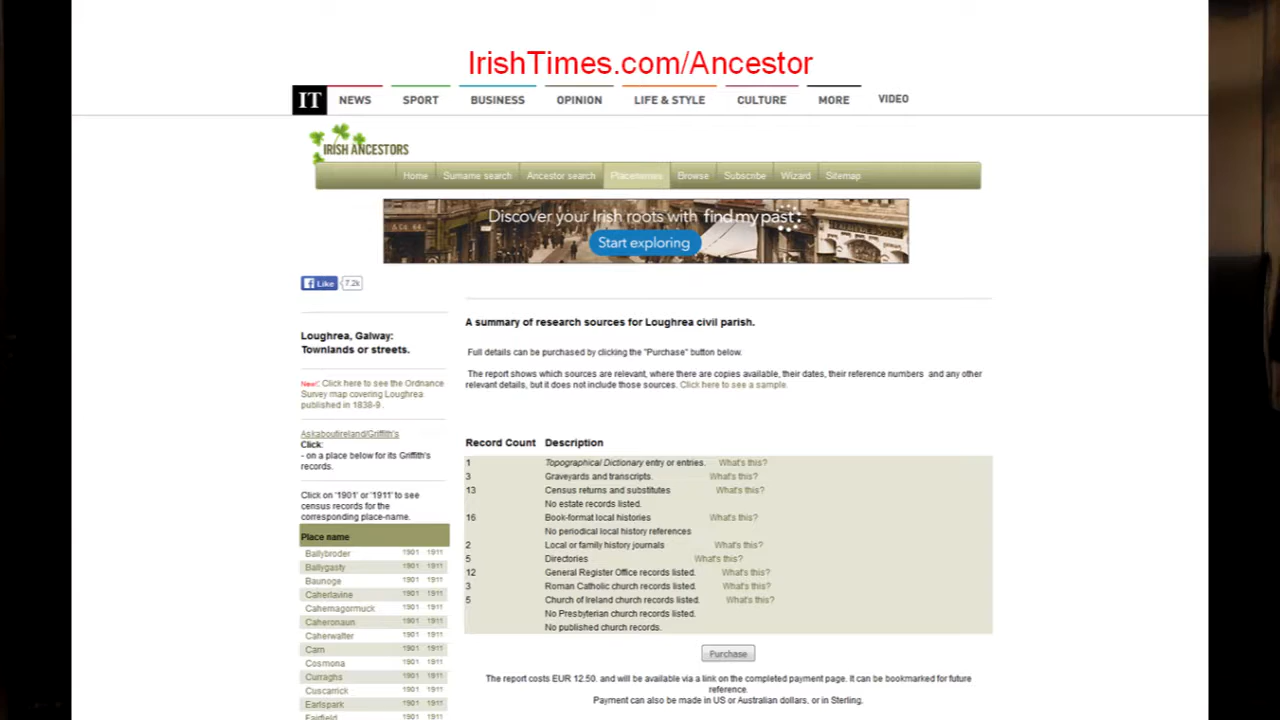 IrishTimes.com/Ancestor
IT NEWS SPORT BUSINESS OPINION LIFE & STYLE CULTURE MORE VIDEO
IRISH ANCESTORS
Home Surname search Ancestor search Placenames Browse Subscribe Wizard Sitemap
Discover your Irish roots with findmypast
Start exploring
Like 7.2k
Loughrea, Galway:
Townlands or streets.
New!: Click here to see the Ordnance
Survey map covering Loughrea
published in 1838-9.
Askaboutireland/Griffith's
Click:
- on a place below for its Griffith's
records.
Click on '1901' or '1911' to see
census records for the
corresponding place-name.
Place name
Ballybroder 1901 1911
Ballygasty 1901 1911
Baunoge 1901 1911
Caherlavine 1901 1911
Cahernagormuck 1901 1911
Caheronaun 1901 1911
Caherwalter 1901 1911
Carn 1901 1911
Cosmona 1901 1911
Curraghs 1901 1911
Cuscarrick 1901 1911
Earlspark 1901 1911
Fairfield 1901 1911
A summary of research sources for Loughrea civil parish.
Full details can be purchased by clicking the "Purchase" button below.
The report shows which sources are relevant, where there are copies available, their dates, their reference numbers and any other
relevant details, but it does not include those sources. Click here to see a sample.
Record Count Description
1 Topographical Dictionary entry or entries. What's this?
3 Graveyards and transcripts. What's this?
13 Census returns and substitutes What's this?
No estate records listed.
16 Book-format local histories What's this?
No periodical local history references
2 Local or family history journals What's this?
5 Directories What's this?
12 General Register Office records listed. What's this?
3 Roman Catholic church records listed. What's this?
5 Church of Ireland church records listed. What's this?
No Presbyterian church records listed.
No published church records.
Purchase
The report costs EUR 12.50. and will be available via a link on the completed payment page. It can be bookmarked for future
reference.
Payment can also be made in US or Australian dollars, or in Sterling.